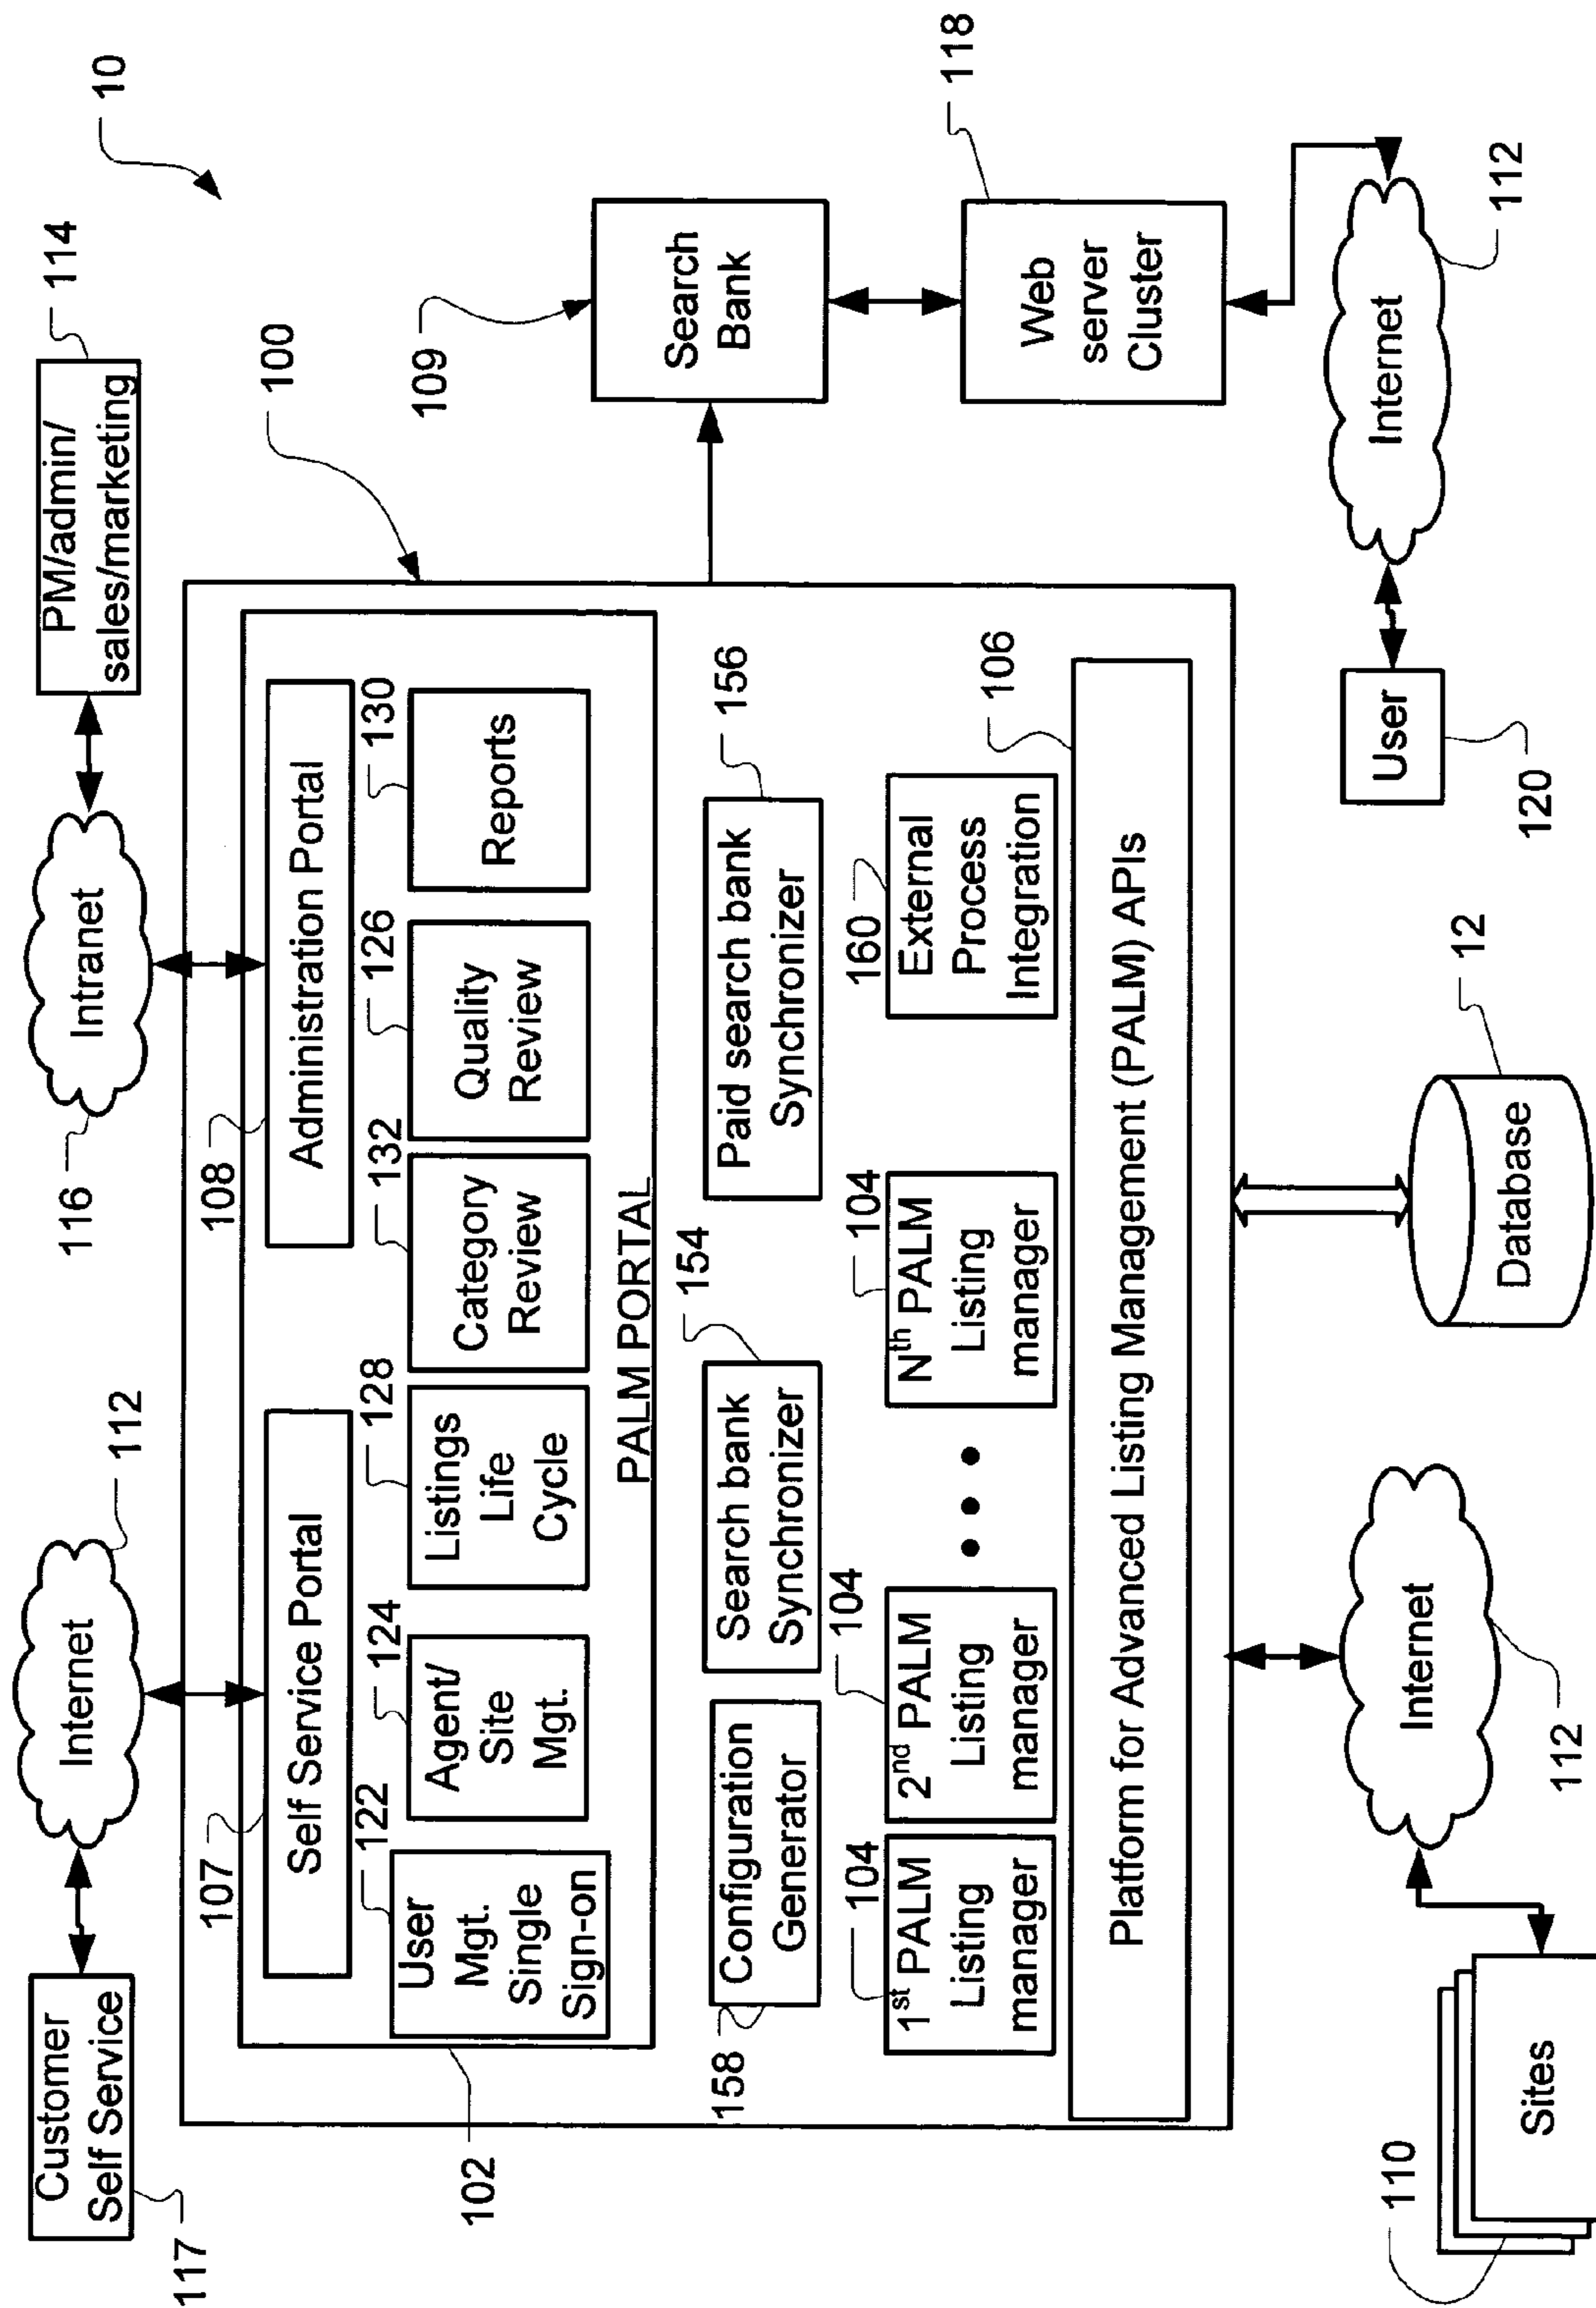 10
Customer
Self Service
117
Internet
112
Intranet
116
PM/admin/
sales/marketing
114
100
102
107
Self Service Portal
108
Administration Portal
User
Mgt.
Single
Sign-on
122
Agent/
Site
Mgt.
124
Listings
Life
Cycle
128
Category
Review
132
Quality
Review
126
Reports
130
PALM PORTAL
109
Search
Bank
158
Configuration
Generator
Search bank
Synchronizer
154
Paid search bank
Synchronizer
156
Web
server
Cluster
118
1st PALM
Listing
manager
104
2nd PALM
Listing
manager
104
• • •
Nth PALM
Listing
manager
104
160
External
Process
Integration
106
Platform for Advanced Listing Management (PALM) APIs
110
Sites
Internet
112
Database
12
User
120
Internet
112